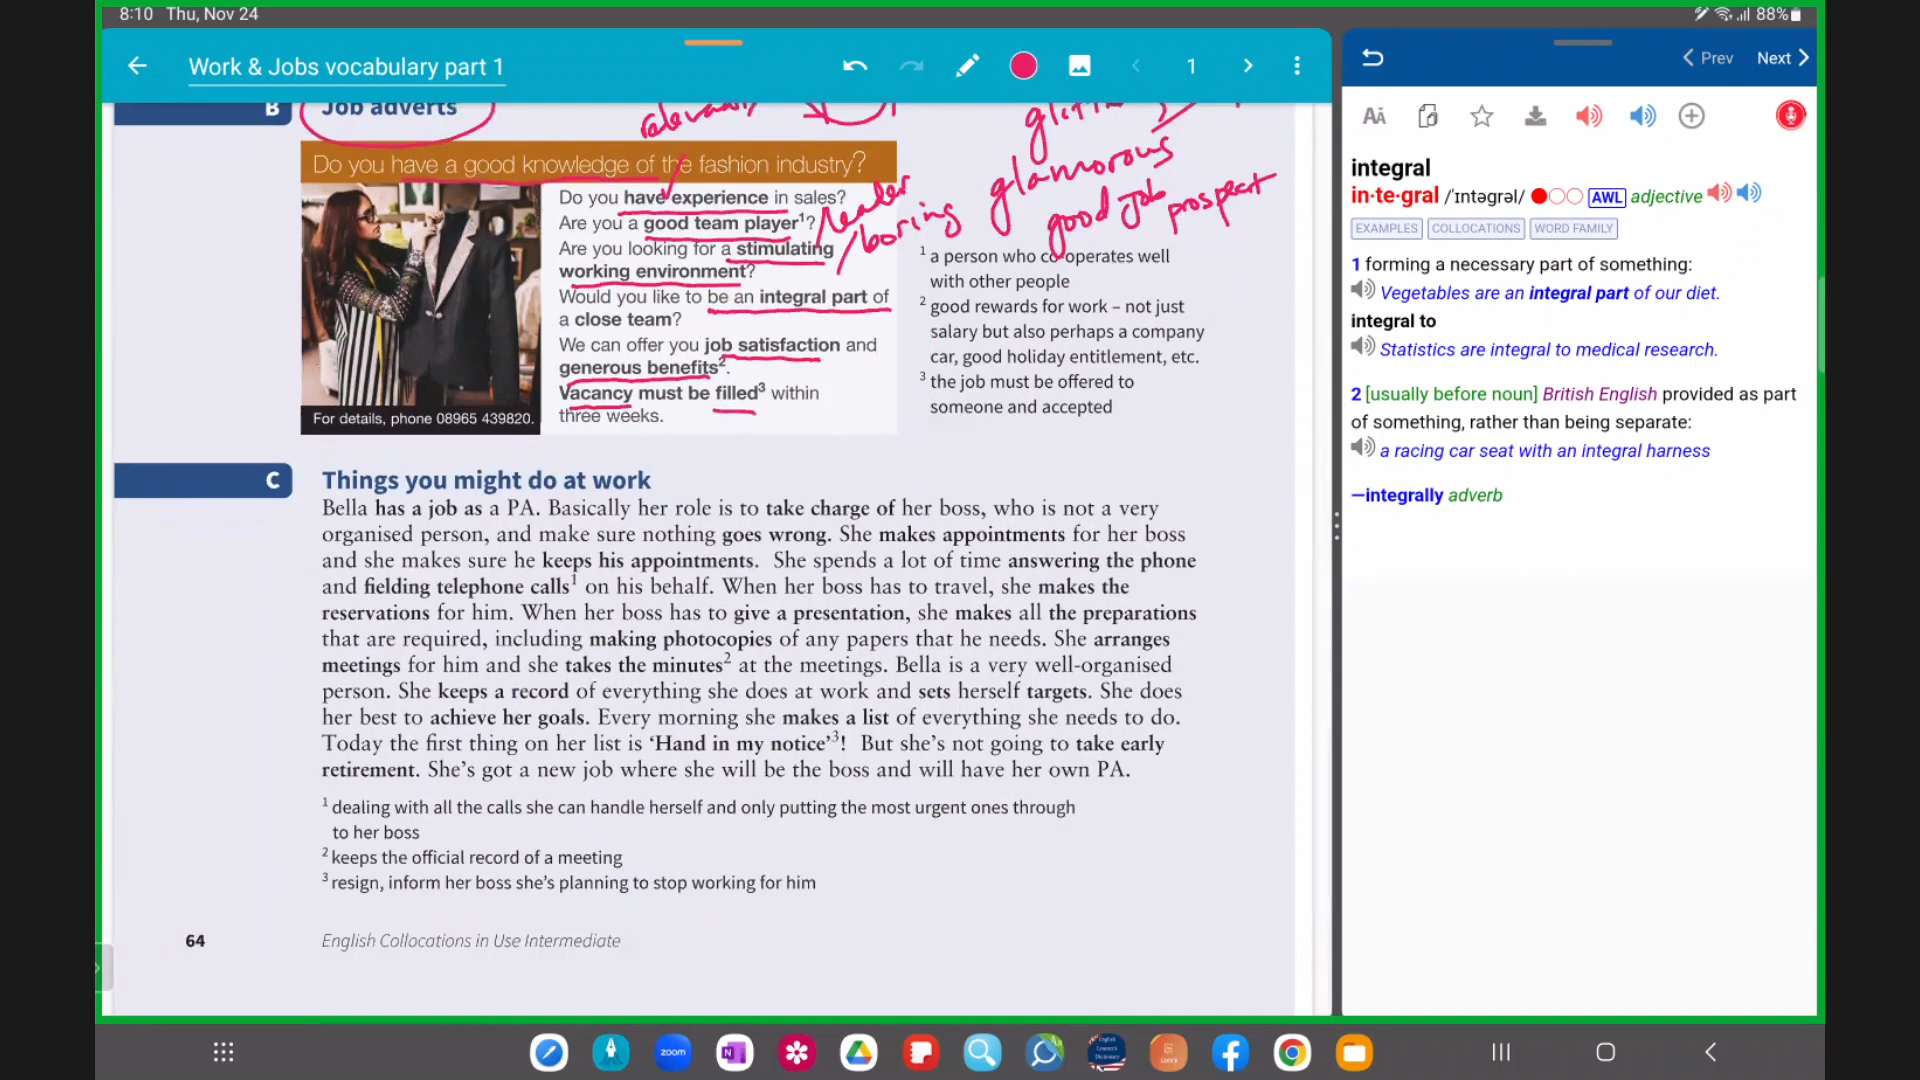 8:10 Thu, Nov 24
88%
Work & Jobs vocabulary part 1
1
B Job adverts
relevant
glamorous
good job prospect
leader
/boring
Do you have a good knowledge of the fashion industry?
Do you have experience in sales?
Are you a good team player1?
Are you looking for a stimulating
working environment?
Would you like to be an integral part of
a close team?
We can offer you job satisfaction and
generous benefits2.
Vacancy must be filled3 within
three weeks.
For details, phone 08965 439820.
1 a person who co-operates well
with other people
2 good rewards for work – not just
salary but also perhaps a company
car, good holiday entitlement, etc.
3 the job must be offered to
someone and accepted
C Things you might do at work
Bella has a job as a PA. Basically her role is to take charge of her boss, who is not a very
organised person, and make sure nothing goes wrong. She makes appointments for her boss
and she makes sure he keeps his appointments. She spends a lot of time answering the phone
and fielding telephone calls1 on his behalf. When her boss has to travel, she makes the
reservations for him. When her boss has to give a presentation, she makes all the preparations
that are required, including making photocopies of any papers that he needs. She arranges
meetings for him and she takes the minutes2 at the meetings. Bella is a very well-organised
person. She keeps a record of everything she does at work and sets herself targets. She does
her best to achieve her goals. Every morning she makes a list of everything she needs to do.
Today the first thing on her list is ‘Hand in my notice’3! But she’s not going to take early
retirement. She’s got a new job where she will be the boss and will have her own PA.
1 dealing with all the calls she can handle herself and only putting the most urgent ones through
to her boss
2 keeps the official record of a meeting
3 resign, inform her boss she’s planning to stop working for him
64 English Collocations in Use Intermediate
Prev Next
integral
in·te·gral /ˈɪntəɡrəl/ AWL adjective
EXAMPLES COLLOCATIONS WORD FAMILY
1 forming a necessary part of something:
Vegetables are an integral part of our diet.
integral to
Statistics are integral to medical research.
2 [usually before noun] British English provided as part
of something, rather than being separate:
a racing car seat with an integral harness
—integrally adverb
zoom